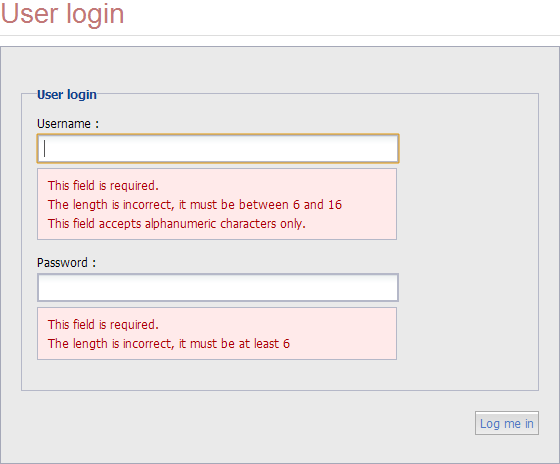 User login
User login
Username :
This field is required.
The length is incorrect, it must be between 6 and 16
This field accepts alphanumeric characters only.
Password :
This field is required.
The length is incorrect, it must be at least 6
Log me in